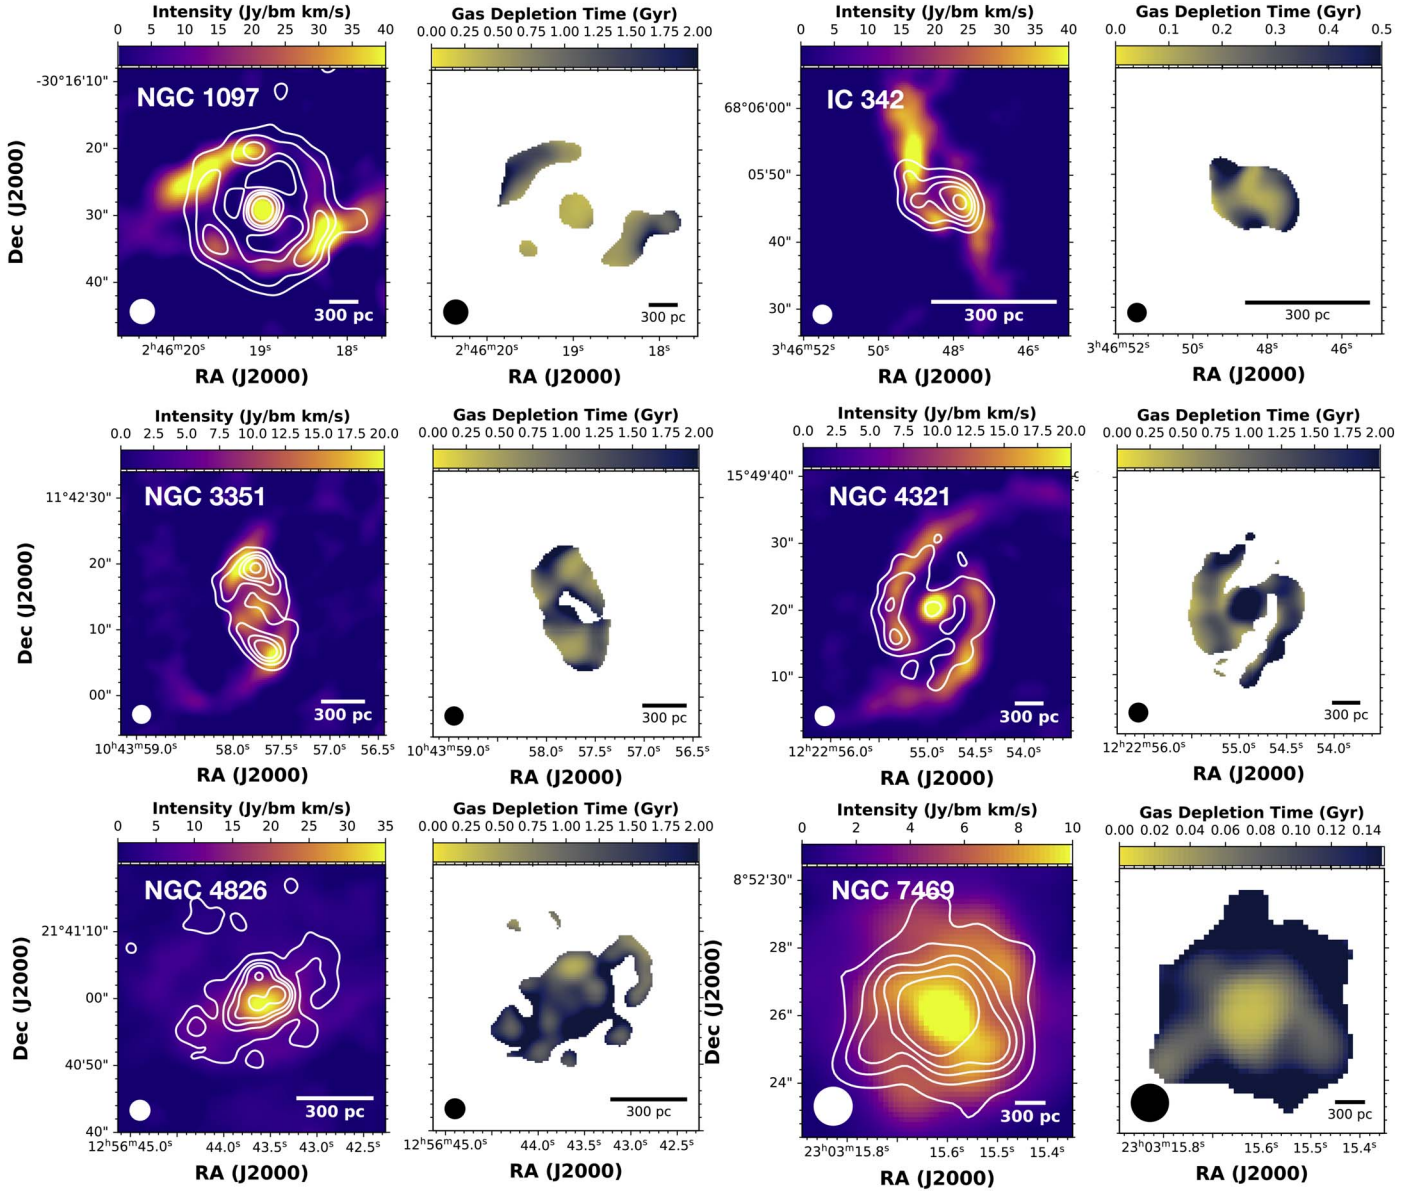 Intensity (Jy/bm km/s)
0 5 10 15 20 25 30 35 40
NGC 1097
-30°16'10"
20"
30"
40"
Dec (J2000)
300 pc
2ʰ46ᵐ20ˢ 19ˢ 18ˢ
RA (J2000)
Gas Depletion Time (Gyr)
0.00 0.25 0.50 0.75 1.00 1.25 1.50 1.75 2.00
300 pc
2ʰ46ᵐ20ˢ 19ˢ 18ˢ
RA (J2000)
Intensity (Jy/bm km/s)
0 5 10 15 20 25 30 35 40
IC 342
68°06'00"
05'50"
40"
30"
300 pc
3ʰ46ᵐ52ˢ 50ˢ 48ˢ 46ˢ
RA (J2000)
Gas Depletion Time (Gyr)
0.0 0.1 0.2 0.3 0.4 0.5
300 pc
3ʰ46ᵐ52ˢ 50ˢ 48ˢ 46ˢ
RA (J2000)
Intensity (Jy/bm km/s)
0.0 2.5 5.0 7.5 10.0 12.5 15.0 17.5 20.0
NGC 3351
11°42'30"
20"
10"
00"
Dec (J2000)
300 pc
10ʰ43ᵐ59.0ˢ 58.0ˢ 57.5ˢ 57.0ˢ 56.5ˢ
RA (J2000)
Gas Depletion Time (Gyr)
0.00 0.25 0.50 0.75 1.00 1.25 1.50 1.75 2.00
300 pc
10ʰ43ᵐ59.0ˢ 58.0ˢ 57.5ˢ 57.0ˢ 56.5ˢ
RA (J2000)
Intensity (Jy/bm km/s)
0.0 2.5 5.0 7.5 10.0 12.5 15.0 17.5 20.0
NGC 4321
15°49'40"
30"
20"
10"
300 pc
12ʰ22ᵐ56.0ˢ 55.0ˢ 54.5ˢ 54.0ˢ
RA (J2000)
Gas Depletion Time (Gyr)
0.00 0.25 0.50 0.75 1.00 1.25 1.50 1.75 2.00
300 pc
12ʰ22ᵐ56.0ˢ 55.0ˢ 54.5ˢ 54.0ˢ
RA (J2000)
Intensity (Jy/bm km/s)
0 5 10 15 20 25 30 35
NGC 4826
21°41'10"
00"
40'50"
40"
Dec (J2000)
300 pc
12ʰ56ᵐ45.0ˢ 44.0ˢ 43.5ˢ 43.0ˢ 42.5ˢ
RA (J2000)
Gas Depletion Time (Gyr)
0.00 0.25 0.50 0.75 1.00 1.25 1.50 1.75 2.00
300 pc
12ʰ56ᵐ45.0ˢ 44.0ˢ 43.5ˢ 43.0ˢ 42.5ˢ
RA (J2000)
Intensity (Jy/bm km/s)
0 2 4 6 8 10
NGC 7469
8°52'30"
28"
26"
24"
Dec (J2000)
300 pc
23ʰ03ᵐ15.8ˢ 15.6ˢ 15.5ˢ 15.4ˢ
RA (J2000)
Gas Depletion Time (Gyr)
0.00 0.02 0.04 0.06 0.08 0.10 0.12 0.14
300 pc
23ʰ03ᵐ15.8ˢ 15.6ˢ 15.5ˢ 15.4ˢ
RA (J2000)